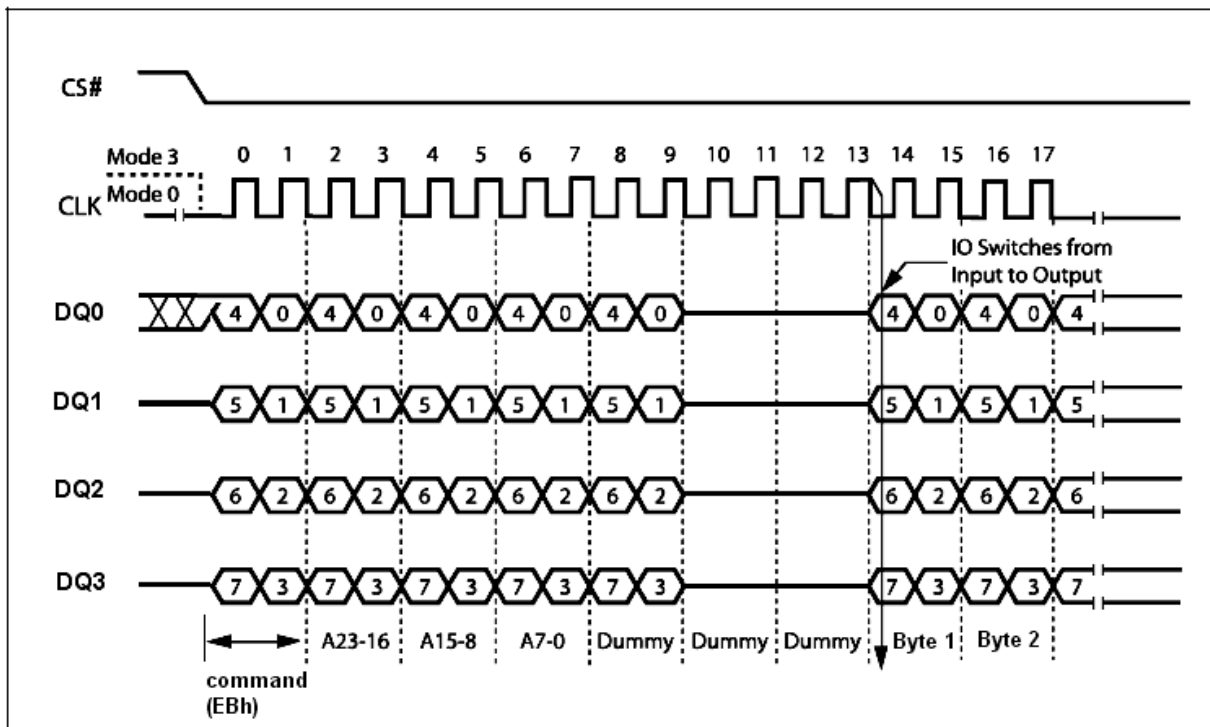 CS#
Mode 3
0 1 2 3 4 5 6 7 8 9 10 11 12 13 14 15 16 17
CLK Mode 0
IO Switches from
Input to Output
DQ0 4 0 4 0 4 0 4 0 4 0 4 0 4 0 4
DQ1 5 1 5 1 5 1 5 1 5 1 5 1 5 1 5
DQ2 6 2 6 2 6 2 6 2 6 2 6 2 6 2 6
DQ3 7 3 7 3 7 3 7 3 7 3 7 3 7 3 7
A23-16 A15-8 A7-0 Dummy Dummy Dummy Byte 1 Byte 2
command
(EBh)